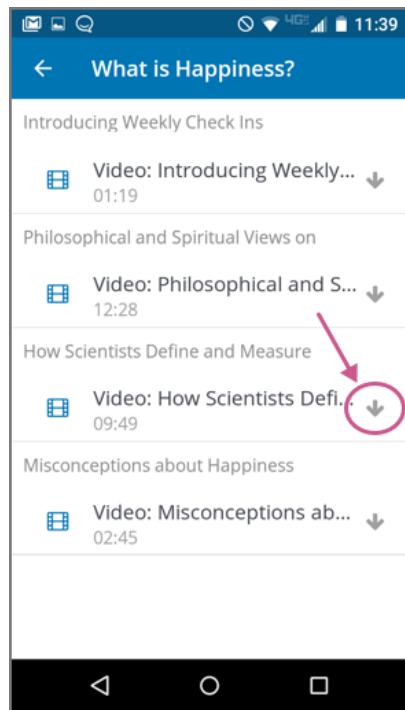 4G 11:39
What is Happiness?
Introducing Weekly Check Ins
Video: Introducing Weekly...
01:19
Philosophical and Spiritual Views on
Video: Philosophical and S...
12:28
How Scientists Define and Measure
Video: How Scientists Defi...
09:49
Misconceptions about Happiness
Video: Misconceptions ab...
02:45